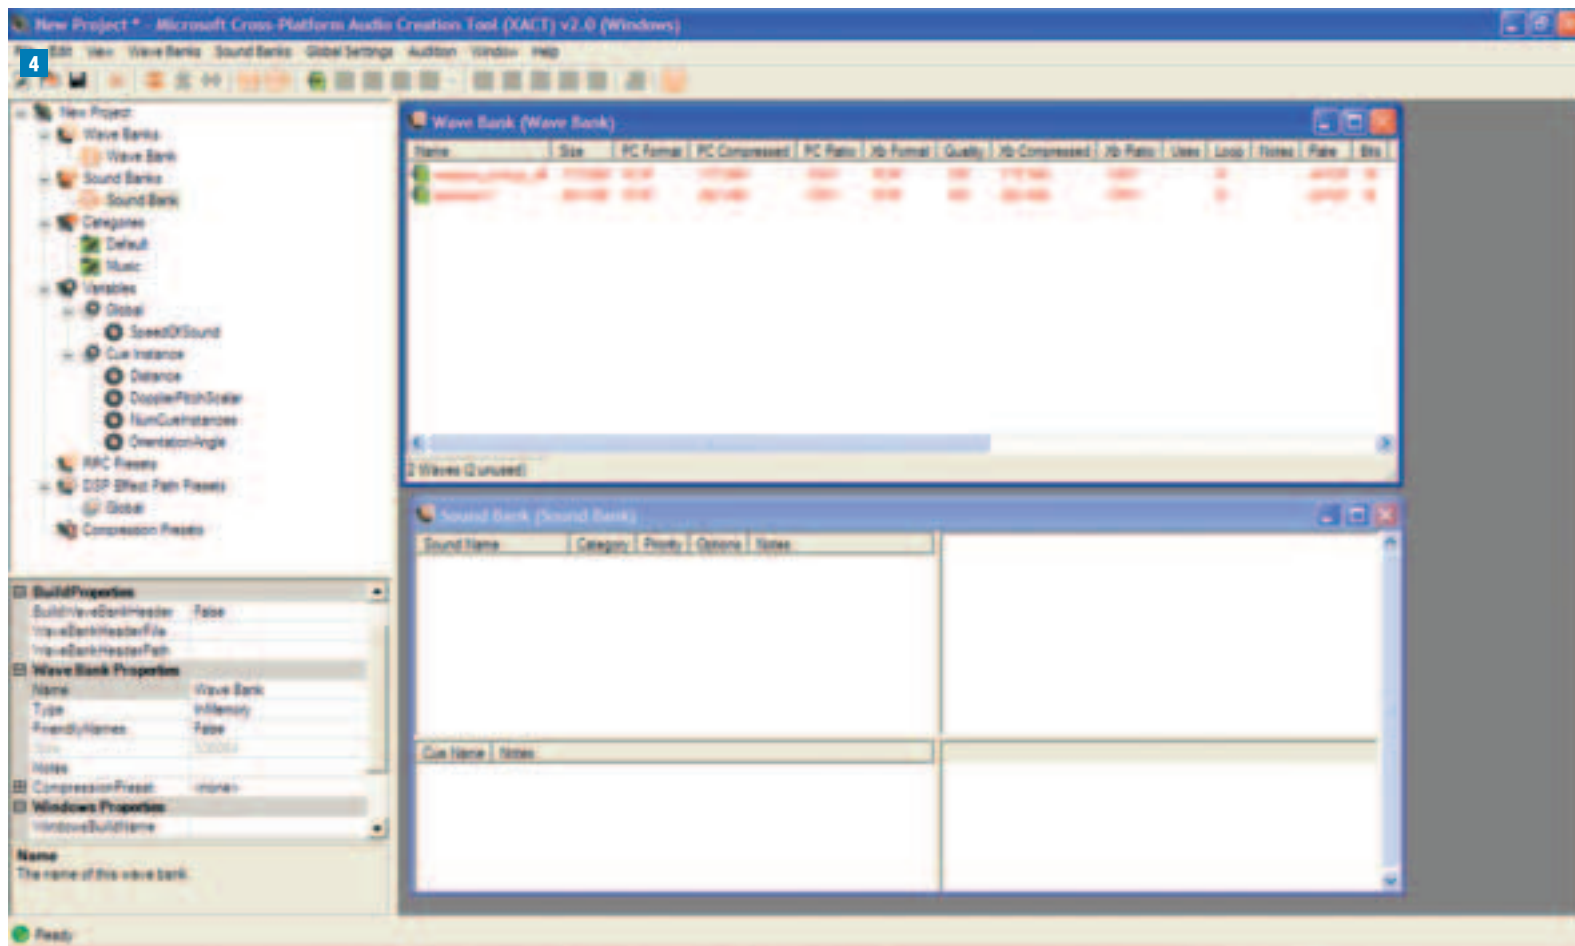 New Project * - Microsoft Cross-Platform Audio Creation Tool (XACT) v2.0 (Windows)
4
Edit View Wave Banks Sound Banks Global Settings Audition Window Help
New Project
Wave Banks
Wave Bank
Sound Banks
Sound Bank
Categories
Default
Music
Variables
Global
SpeedOfSound
Cue Instance
Distance
DopplerPitchScalar
NumCueInstances
OrientationAngle
RPC Presets
DSP Effect Path Presets
Global
Compression Presets
BuildProperties
BuildWaveBankHeader False
WaveBankHeaderFile
WaveBankHeaderPath
Wave Bank Properties
Name Wave Bank
Type InMemory
FriendlyNames False
Size
Notes
CompressionPreset <none>
Windows Properties
WindowsBuildName
Name
The name of this wave bank
Ready
Wave Bank (Wave Bank)
Name Size PC Format PC Compressed PC Ratio Xb Format Quality Xb Compressed Xb Ratio Uses Loop Notes Rate Bits
2 Waves (2 unused)
Sound Bank (Sound Bank)
Sound Name Category Priority Options Notes
Cue Name Notes